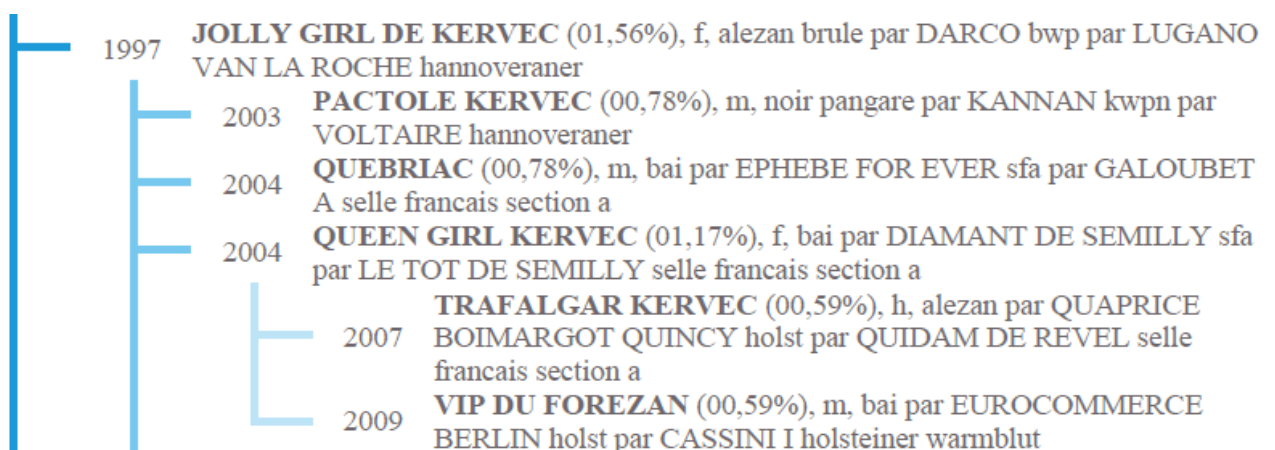 1997 JOLLY GIRL DE KERVEC (01,56%), f, alezan brule par DARCO bwp par LUGANO
VAN LA ROCHE hannoveraner
2003 PACTOLE KERVEC (00,78%), m, noir pangare par KANNAN kwpn par
VOLTAIRE hannoveraner
2004 QUEBRIAC (00,78%), m, bai par EPHEBE FOR EVER sfa par GALOUBET
A selle francais section a
2004 QUEEN GIRL KERVEC (01,17%), f, bai par DIAMANT DE SEMILLY sfa
par LE TOT DE SEMILLY selle francais section a
TRAFALGAR KERVEC (00,59%), h, alezan par QUAPRICE
2007 BOIMARGOT QUINCY holst par QUIDAM DE REVEL selle
francais section a
2009 VIP DU FOREZAN (00,59%), m, bai par EUROCOMMERCE
BERLIN holst par CASSINI I holsteiner warmblut